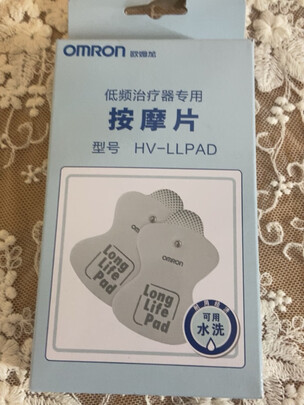 OMRON 欧姆龙
低频治疗器专用
按摩片
型号 HV-LLPAD
OMRON
Long
Life
Pad
Long
Life
Pad
可用
水洗